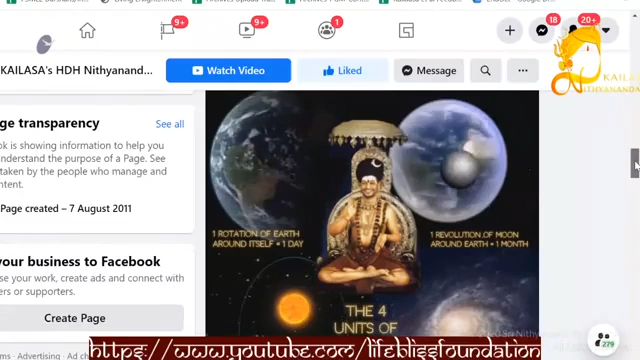 9+
9+
1
18
20+
KAILASA's HDH Nithyanand...
Watch Video
Liked
Message
KAILASA
NITHYANANDA
ge transparency
See all
ok is showing information to help you
understand the purpose of a Page. See
taken by the people who manage and
ntent.
Page created – 7 August 2011
your business to Facebook
se your work, create ads and connect with
ers or supporters.
Create Page
Advertising · Ad ch
1 ROTATION OF EARTH
AROUND ITSELF = 1 DAY
1 REVOLUTION OF MOON
AROUND EARTH = 1 MONTH
THE 4
UNITS OF
279
https://www.youtube.com/lifeblissfoundation